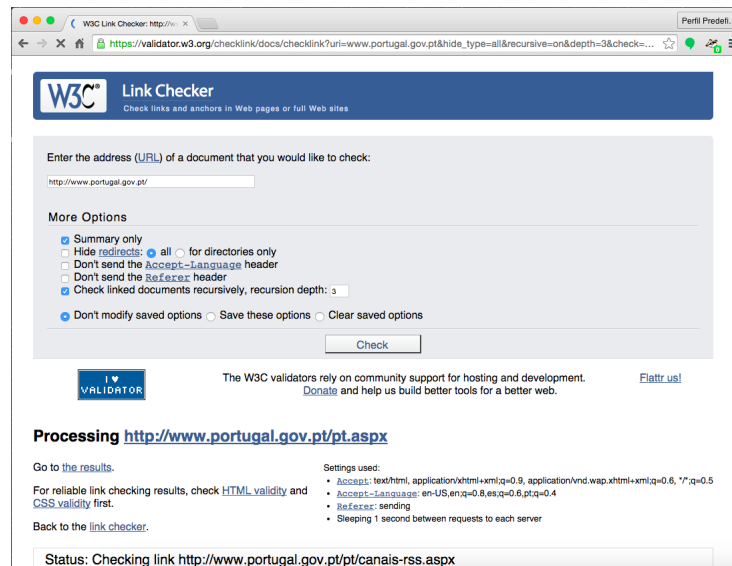 W3C Link Checker: http://w
Perfil Predefi.
https://validator.w3.org/checklink/docs/checklink?uri=www.portugal.gov.pt&hide_type=all&recursive=on&depth=3&check=...
W3C® Link Checker
Check links and anchors in Web pages or full Web sites
Enter the address (URL) of a document that you would like to check:
http://www.portugal.gov.pt/
More Options
Summary only
Hide redirects: all for directories only
Don't send the Accept-Language header
Don't send the Referer header
Check linked documents recursively, recursion depth: 3
Don't modify saved options Save these options Clear saved options
Check
I ♥ VALIDATOR
The W3C validators rely on community support for hosting and development.
Donate and help us build better tools for a better web.
Flattr us!
Processing http://www.portugal.gov.pt/pt.aspx
Go to the results.
For reliable link checking results, check HTML validity and
CSS validity first.
Back to the link checker.
Settings used:
• Accept: text/html, application/xhtml+xml;q=0.9, application/vnd.wap.xhtml+xml;q=0.6, */*;q=0.5
• Accept-Language: en-US,en;q=0.8,es;q=0.6,pt;q=0.4
• Referer: sending
• Sleeping 1 second between requests to each server
Status: Checking link http://www.portugal.gov.pt/pt/canais-rss.aspx